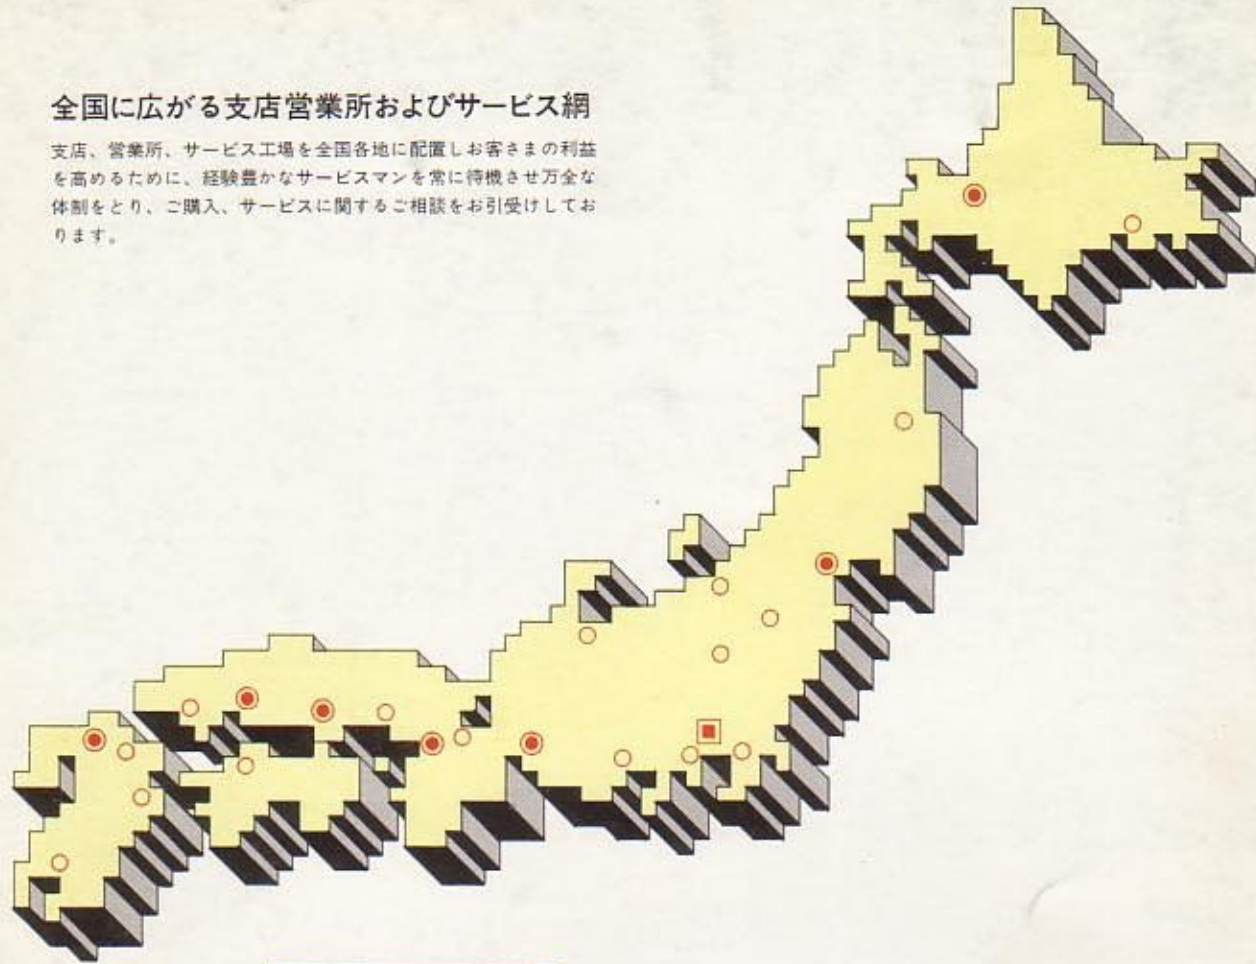 全国に広がる支店営業所およびサービス網
支店、営業所、サービス工場を全国各地に配置しお客さまの利益
を高めるために、経験豊かなサービスマンを常に待機させ万全な
体制をとり、ご購入、サービスに関するご相談をお引受けしてお
ります。